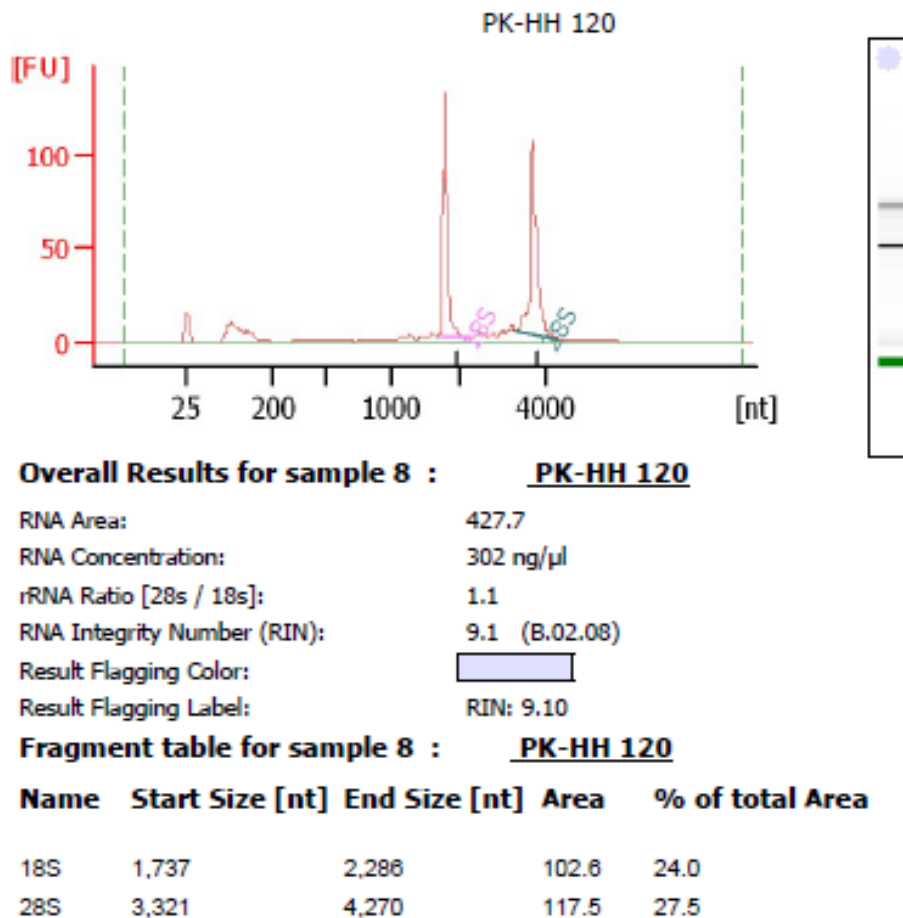 PK-HH 120
[FU]
100
50
0
18S
28S
25 200 1000 4000 [nt]
Overall Results for sample 8 : PK-HH 120
RNA Area: 427.7
RNA Concentration: 302 ng/µl
rRNA Ratio [28s / 18s]: 1.1
RNA Integrity Number (RIN): 9.1 (B.02.08)
Result Flagging Color:
Result Flagging Label: RIN: 9.10
Fragment table for sample 8 : PK-HH 120
Name Start Size [nt] End Size [nt] Area % of total Area
18S 1,737 2,286 102.6 24.0
28S 3,321 4,270 117.5 27.5